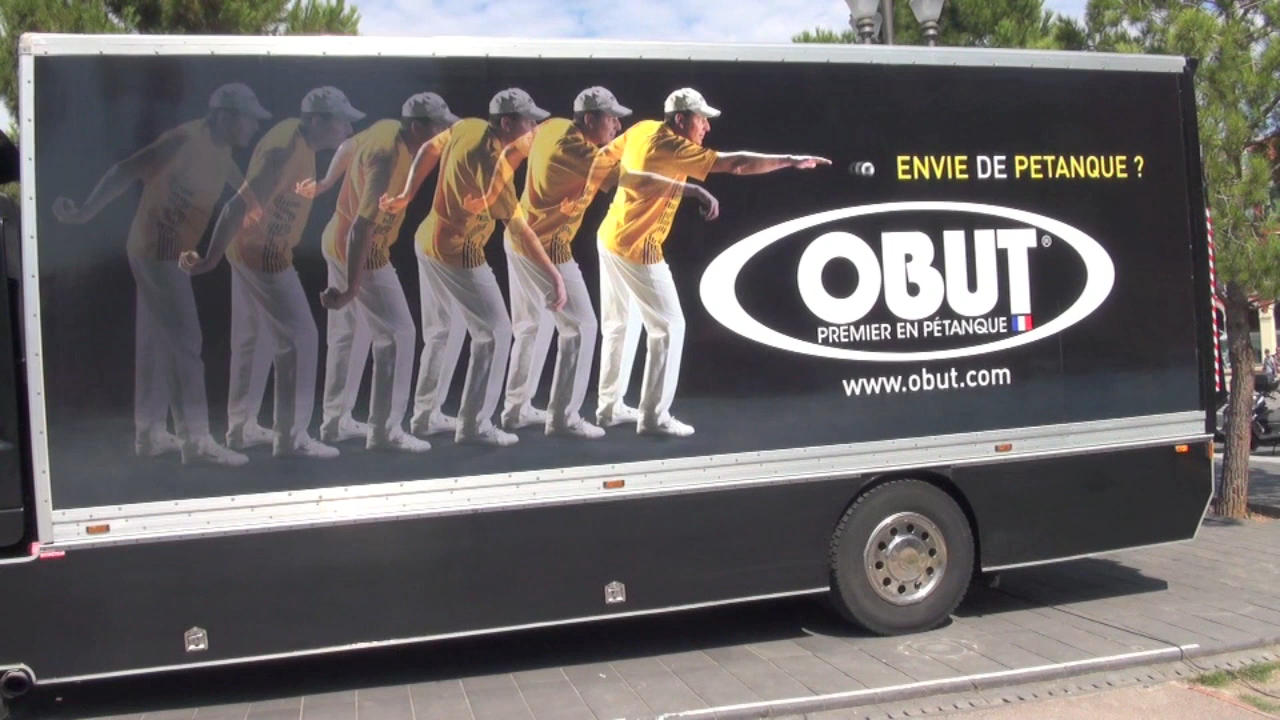 ENVIE DE PETANQUE ?
OBUT®
PREMIER EN PÉTANQUE
www.obut.com